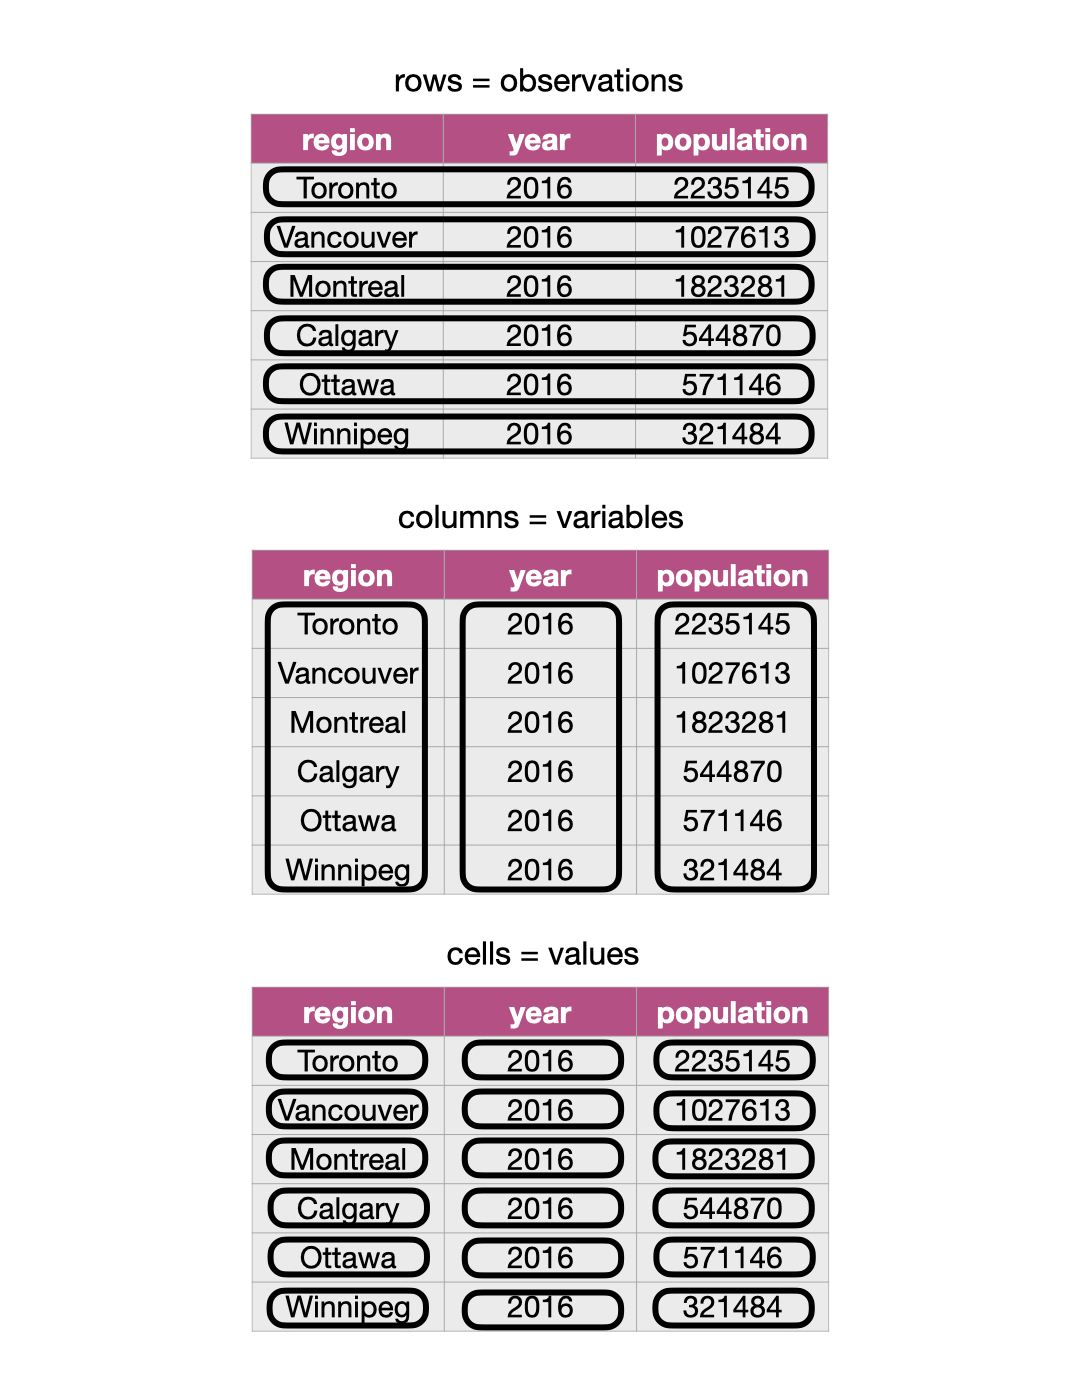 rows = observations
region year population
Toronto 2016 2235145
Vancouver 2016 1027613
Montreal 2016 1823281
Calgary 2016 544870
Ottawa 2016 571146
Winnipeg 2016 321484
columns = variables
region year population
Toronto 2016 2235145
Vancouver 2016 1027613
Montreal 2016 1823281
Calgary 2016 544870
Ottawa 2016 571146
Winnipeg 2016 321484
cells = values
region year population
Toronto 2016 2235145
Vancouver 2016 1027613
Montreal 2016 1823281
Calgary 2016 544870
Ottawa 2016 571146
Winnipeg 2016 321484